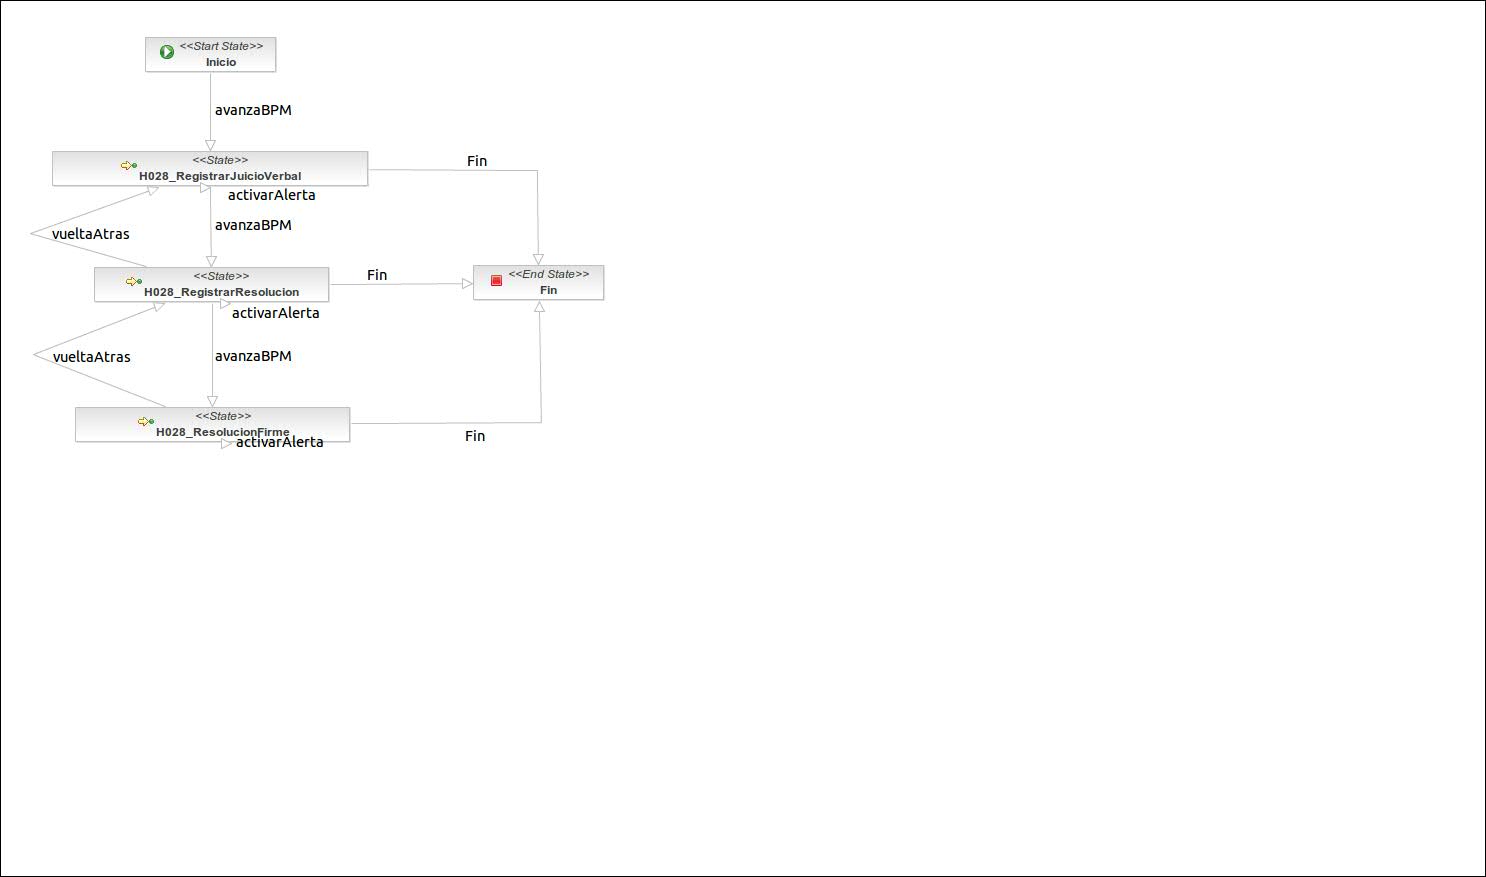 <<Start State>>
Inicio
avanzaBPM
<<State>>
H028_RegistrarJuicioVerbal
Fin
activarAlerta
avanzaBPM
vueltaAtras
<<State>>
H028_RegistrarResolucion
Fin
<<End State>>
Fin
activarAlerta
avanzaBPM
vueltaAtras
<<State>>
H028_ResolucionFirme
activarAlerta
Fin